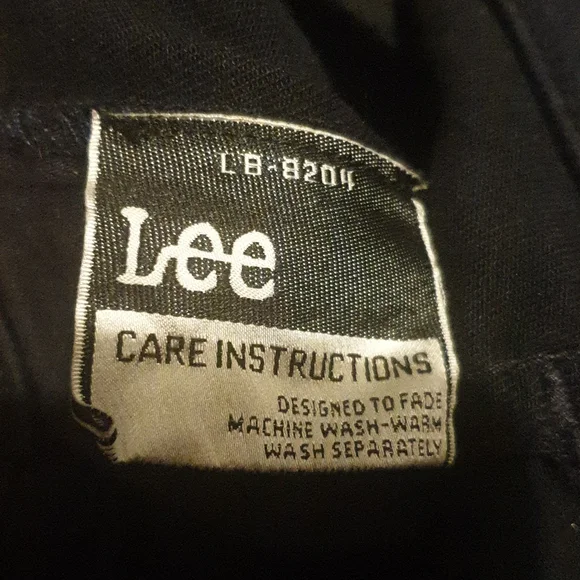 LB-8204
Lee
CARE INSTRUCTIONS
DESIGNED TO FADE
MACHINE WASH-WARM
WASH SEPARATELY